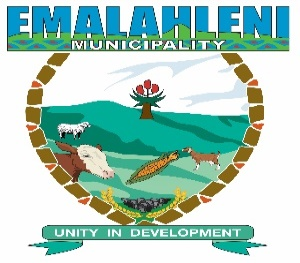 EMALAHLENI
MUNICIPALITY
UNITY IN DEVELOPMENT